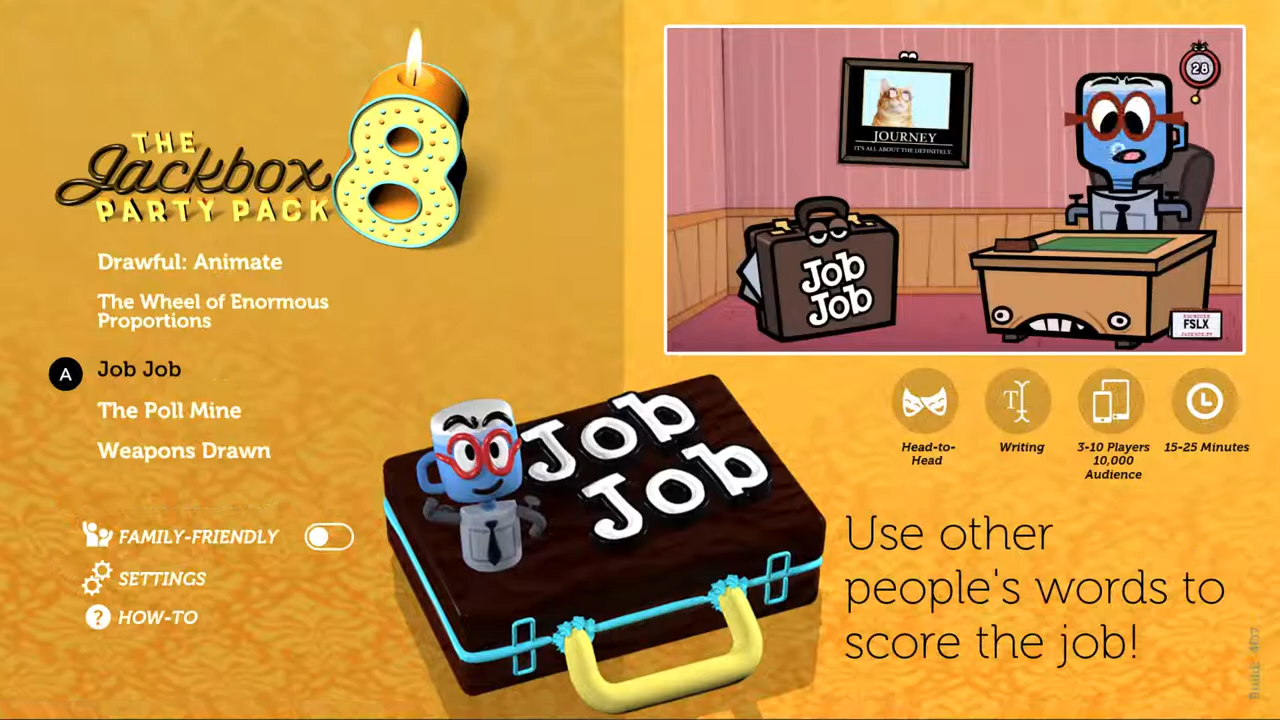 THE
Jackbox
PARTY PACK
8
Drawful: Animate
The Wheel of Enormous
Proportions
A
Job Job
The Poll Mine
Weapons Drawn
FAMILY-FRIENDLY
SETTINGS
? HOW-TO
Job
Job
28
JOURNEY
IT'S ALL ABOUT THE DEFINITELY.
Job
Job
FSLX
JACKBOX.TV
Head-to-
Head
Writing
3-10 Players
10,000
Audience
15-25 Minutes
Use other
people's words to
score the job!